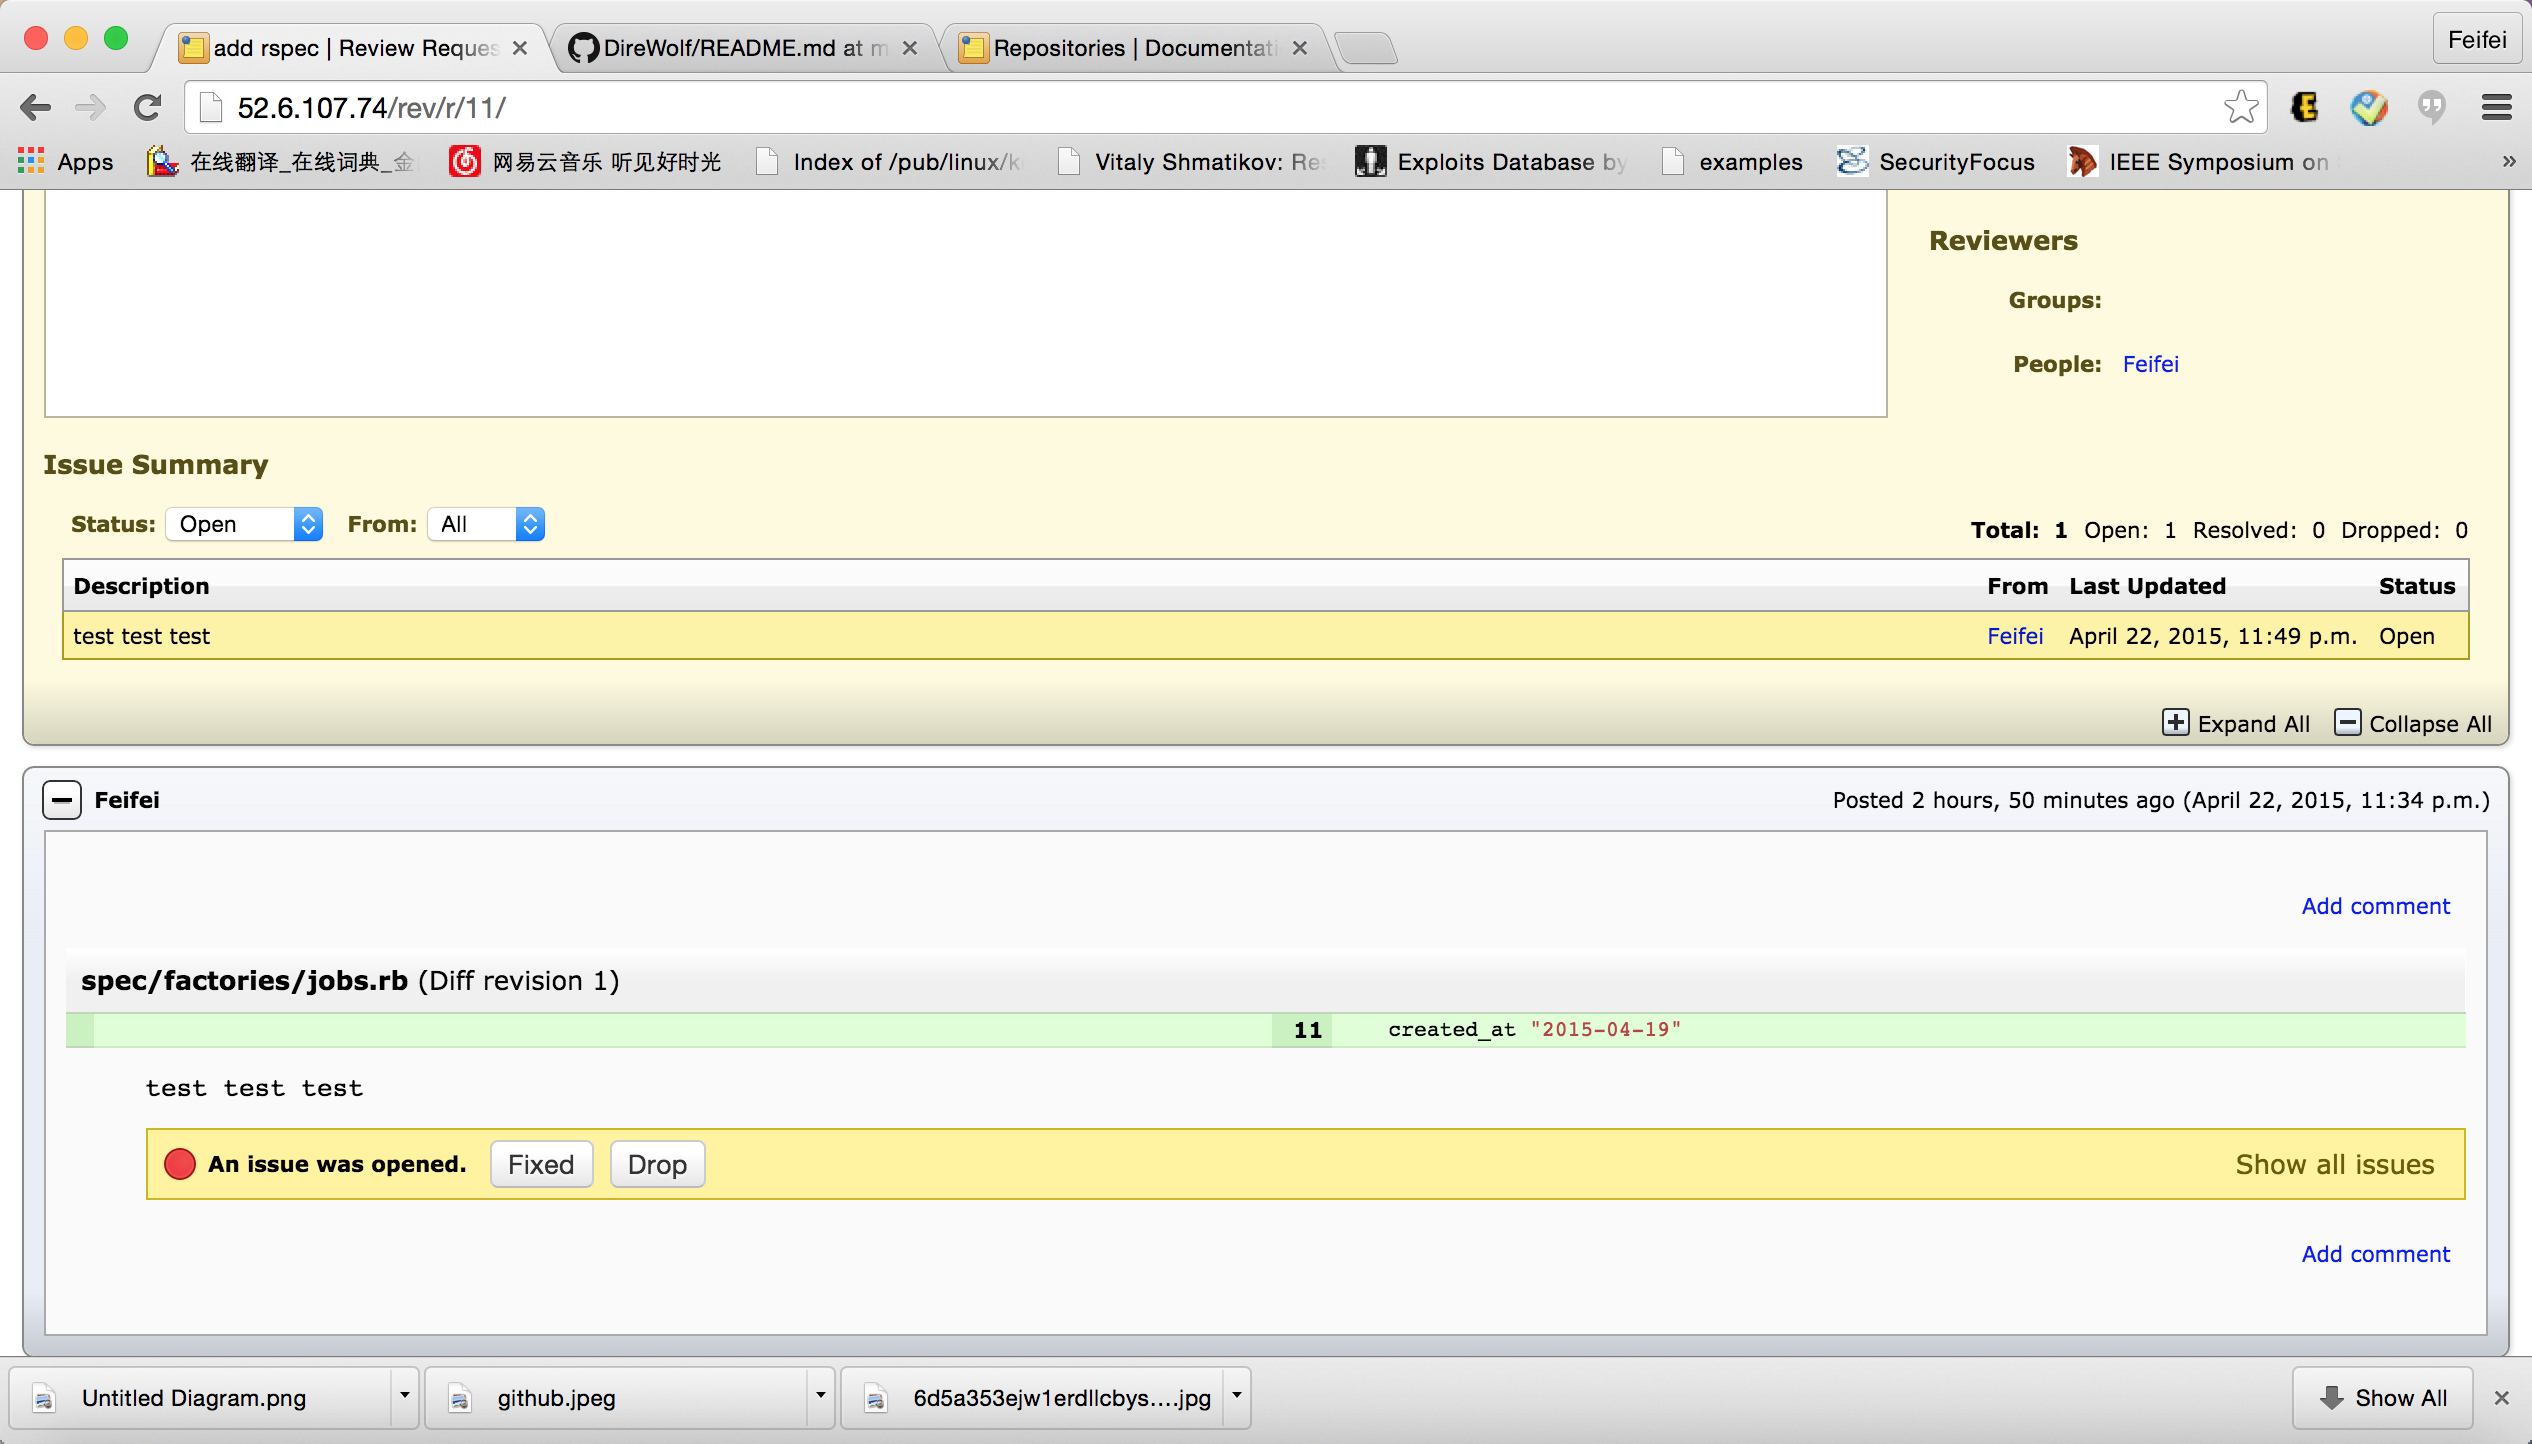 add rspec | Review Reques
DireWolf/README.md at m
Repositories | Documentati
Feifei
52.6.107.74/rev/r/11/
Apps
在线翻译_在线词典_金
网易云音乐 听见好时光
Index of /pub/linux/k
Vitaly Shmatikov: Res
Exploits Database by
examples
SecurityFocus
IEEE Symposium on
»
Reviewers
Groups:
People: Feifei
Issue Summary
Status: Open From: All
Total: 1 Open: 1 Resolved: 0 Dropped: 0
Description From Last Updated Status
test test test Feifei April 22, 2015, 11:49 p.m. Open
Expand All Collapse All
Feifei Posted 2 hours, 50 minutes ago (April 22, 2015, 11:34 p.m.)
Add comment
spec/factories/jobs.rb (Diff revision 1)
11 created_at "2015-04-19"
test test test
An issue was opened. Fixed Drop Show all issues
Add comment
Untitled Diagram.png
github.jpeg
6d5a353ejw1erdllcbys....jpg
Show All